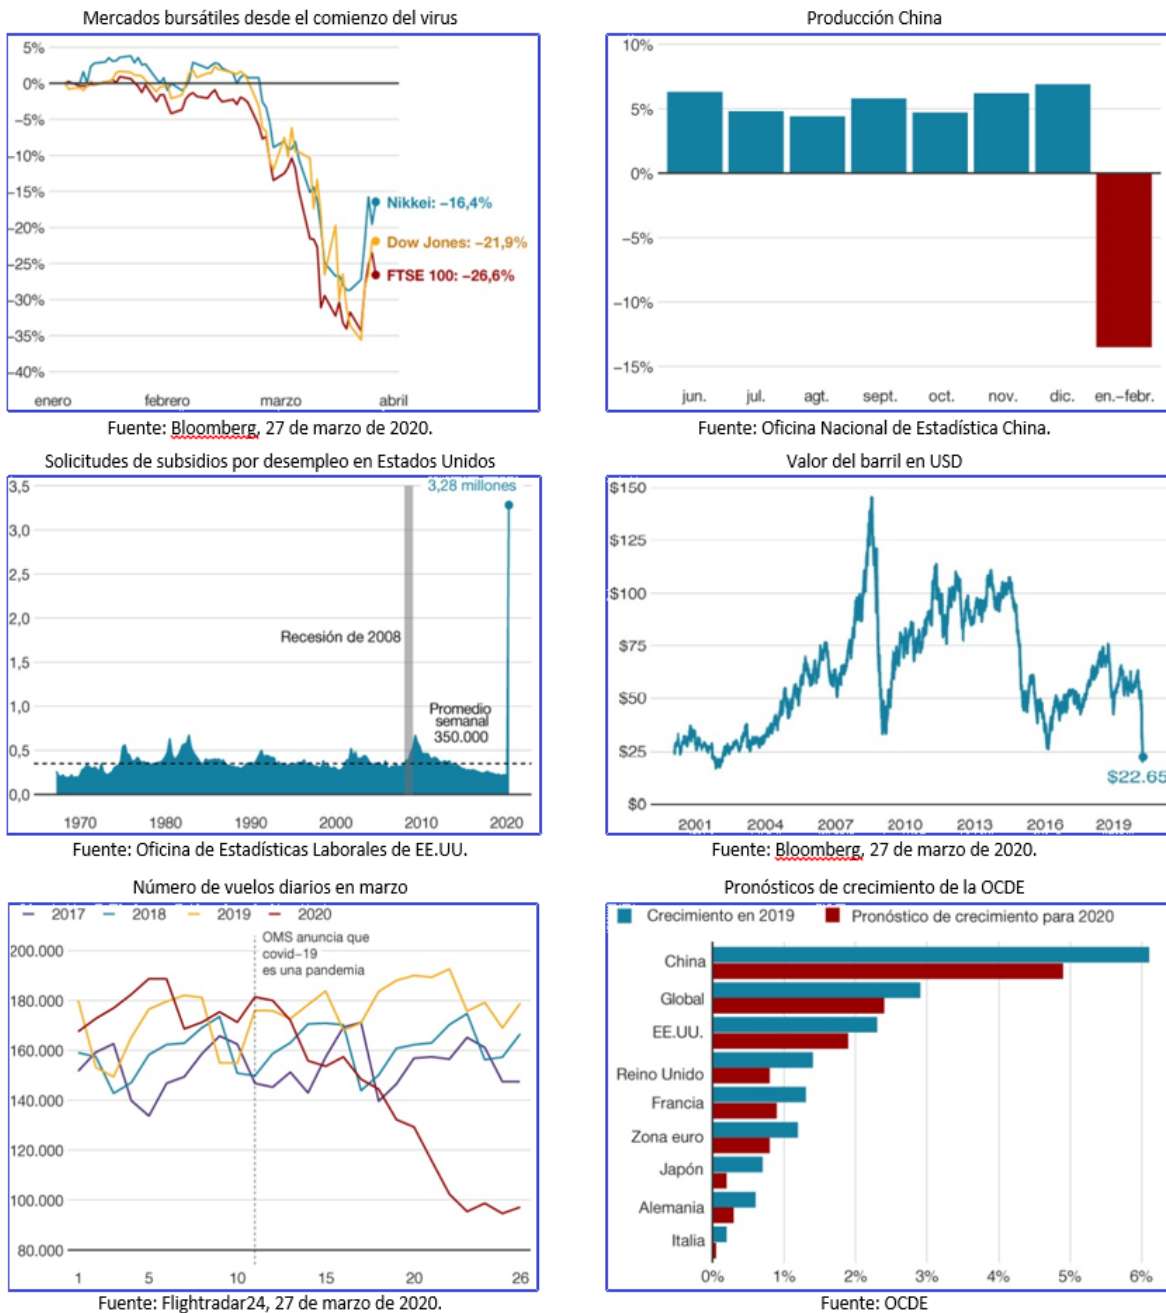 Mercados bursátiles desde el comienzo del virus
5%
0%
−5%
−10%
−15%
−20%
−25%
−30%
−35%
−40%
Nikkei: −16,4%
Dow Jones: −21,9%
FTSE 100: −26,6%
enero febrero marzo abril
Fuente: Bloomberg, 27 de marzo de 2020.
Producción China
10%
5%
0%
−5%
−10%
−15%
jun. jul. agt. sept. oct. nov. dic. en.−febr.
Fuente: Oficina Nacional de Estadística China.
Solicitudes de subsidios por desempleo en Estados Unidos
3,5
3,0
2,5
2,0
1,5
1,0
0,5
0,0
3,28 millones
Recesión de 2008
Promedio
semanal
350.000
1970 1980 1990 2000 2010 2020
Fuente: Oficina de Estadísticas Laborales de EE.UU.
Valor del barril en USD
$150
$125
$100
$75
$50
$25
$0
$22.65
2001 2004 2007 2010 2013 2016 2019
Fuente: Bloomberg, 27 de marzo de 2020.
Número de vuelos diarios en marzo
2017 2018 2019 2020
OMS anuncia que
covid−19
es una pandemia
200.000
180.000
160.000
140.000
120.000
100.000
80.000
1 5 10 15 20 26
Fuente: Flightradar24, 27 de marzo de 2020.
Pronósticos de crecimiento de la OCDE
Crecimiento en 2019 Pronóstico de crecimiento para 2020
China
Global
EE.UU.
Reino Unido
Francia
Zona euro
Japón
Alemania
Italia
0% 1% 2% 3% 4% 5% 6%
Fuente: OCDE